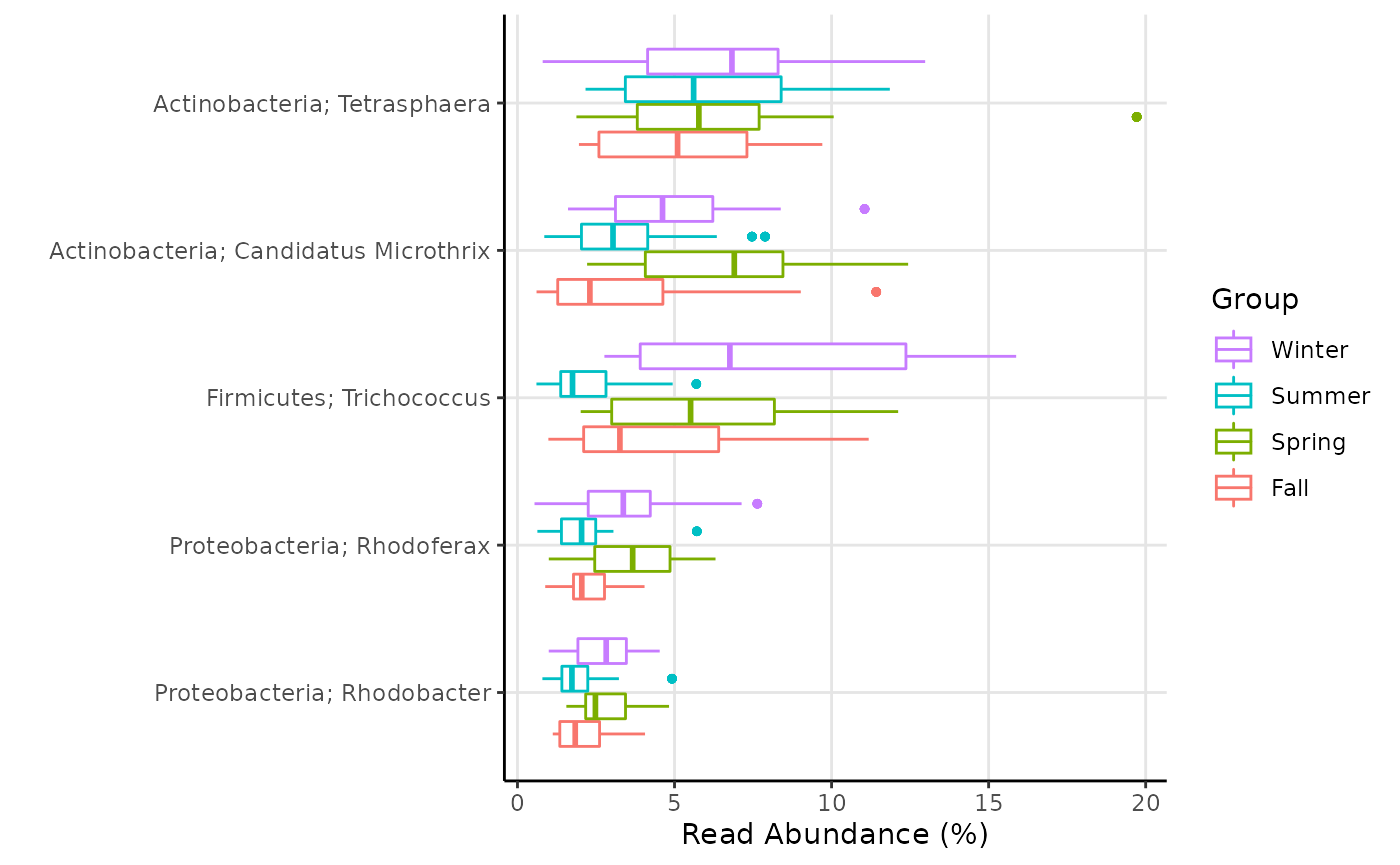 Actinobacteria; Tetrasphaera
Actinobacteria; Candidatus Microthrix
Firmicutes; Trichococcus
Proteobacteria; Rhodoferax
Proteobacteria; Rhodobacter
0 5 10 15 20
Read Abundance (%)
Group
Winter
Summer
Spring
Fall